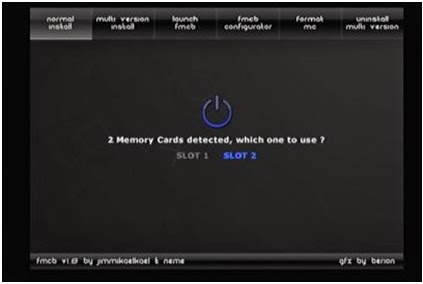 normal install
multi version install
launch fmcb
fmcb configurator
format mc
uninstall multi version
2 Memory Cards detected, which one to use ?
SLOT 1 SLOT 2
fmcb v1.8 by jimmikaelkael & neme
gfx by berion